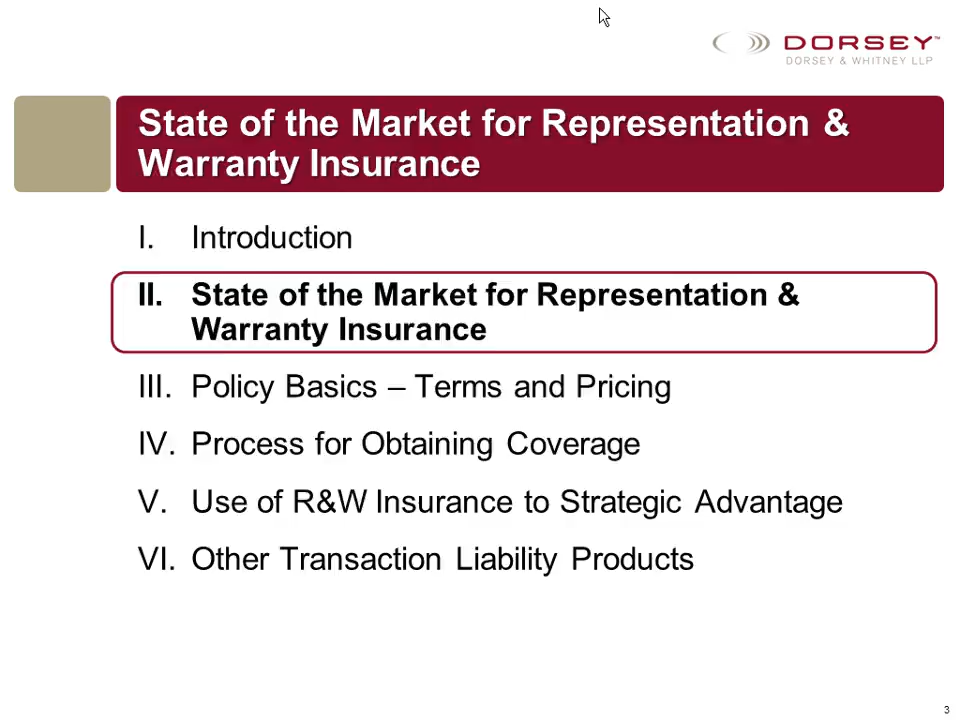 DORSEY™
DORSEY & WHITNEY LLP
State of the Market for Representation &
Warranty Insurance
I. Introduction
II. State of the Market for Representation &
Warranty Insurance
III. Policy Basics – Terms and Pricing
IV. Process for Obtaining Coverage
V. Use of R&W Insurance to Strategic Advantage
VI. Other Transaction Liability Products
3